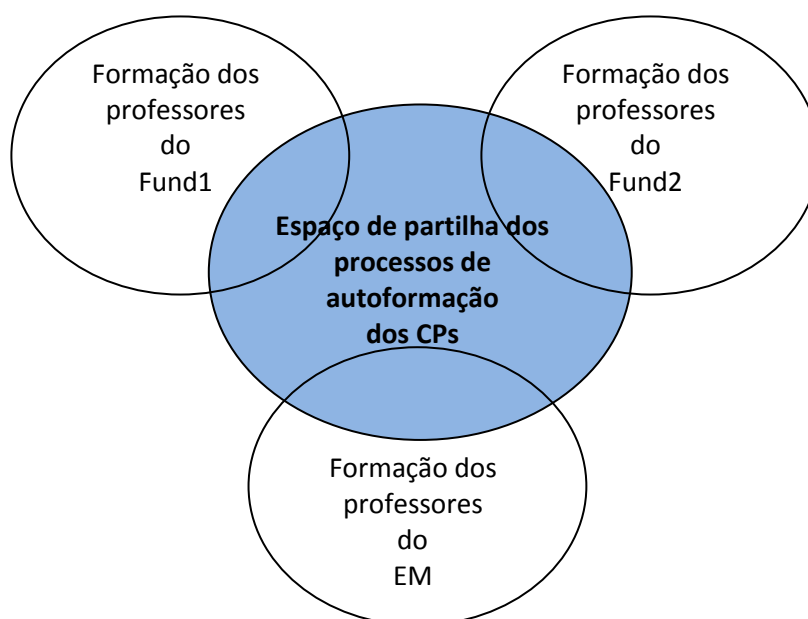 Formação dos
professores
do
Fund1
Formação dos
professores
do
Fund2
Espaço de partilha dos
processos de
autoformação
dos CPs
Formação dos
professores
do
EM